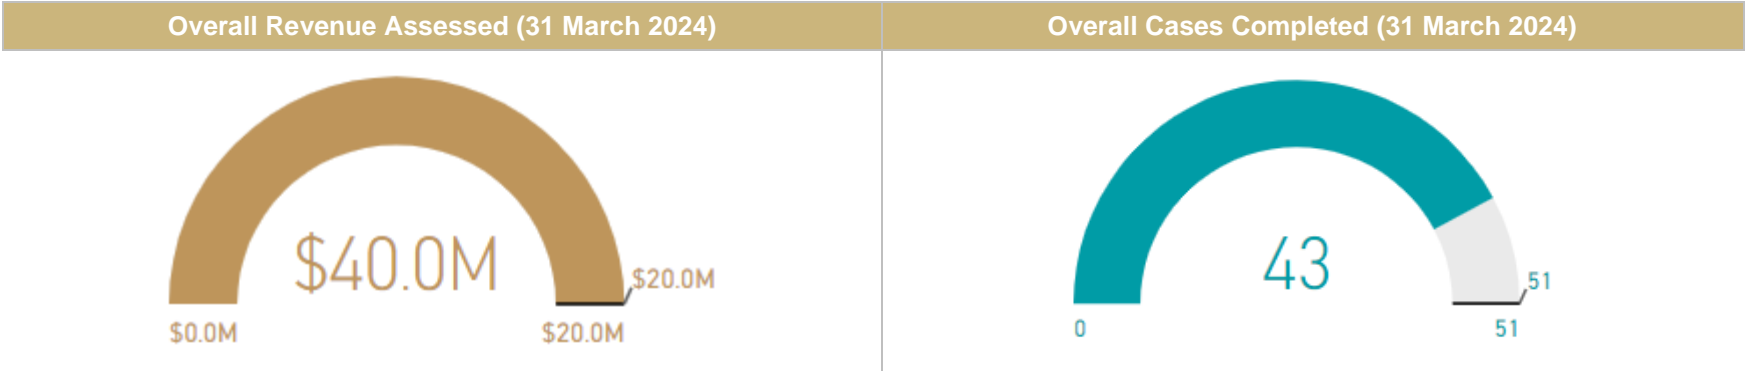 Overall Revenue Assessed (31 March 2024)
$40.0M
$20.0M
$0.0M
$20.0M
Overall Cases Completed (31 March 2024)
43
51
0
51